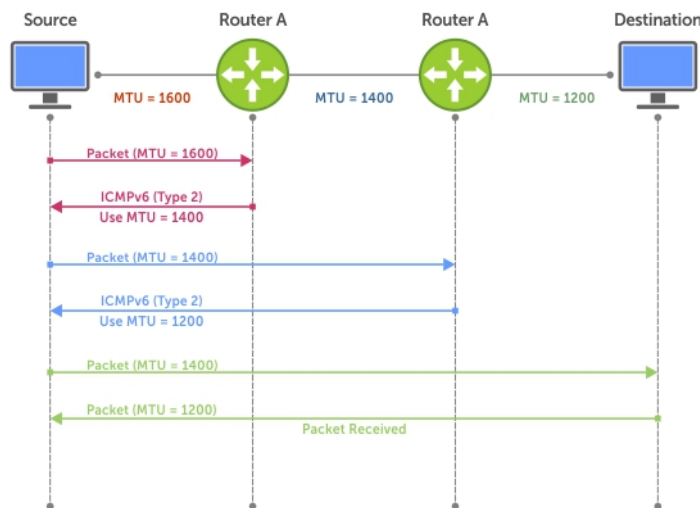 Source
Router A
Router A
Destination
MTU = 1600
MTU = 1400
MTU = 1200
Packet (MTU = 1600)
ICMPv6 (Type 2)
Use MTU = 1400
Packet (MTU = 1400)
ICMPv6 (Type 2)
Use MTU = 1200
Packet (MTU = 1400)
Packet (MTU = 1200)
Packet Received